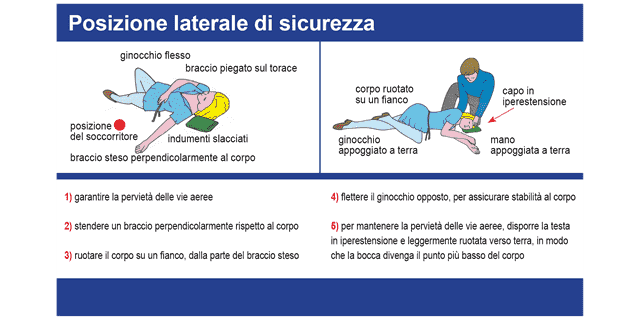 Posizione laterale di sicurezza
ginocchio flesso
braccio piegato sul torace
posizione
del soccorritore
indumenti slacciati
braccio steso perpendicolarmente al corpo
corpo ruotato
su un fianco
capo in
iperestensione
ginocchio
appoggiato a terra
mano
appoggiata a terra
1) garantire la pervietà delle vie aeree
2) stendere un braccio perpendicolarmente rispetto al corpo
3) ruotare il corpo su un fianco, dalla parte del braccio steso
4) flettere il ginocchio opposto, per assicurare stabilità al corpo
5) per mantenere la pervietà delle vie aeree, disporre la testa
in iperestensione e leggermente ruotata verso terra, in modo
che la bocca divenga il punto più basso del corpo